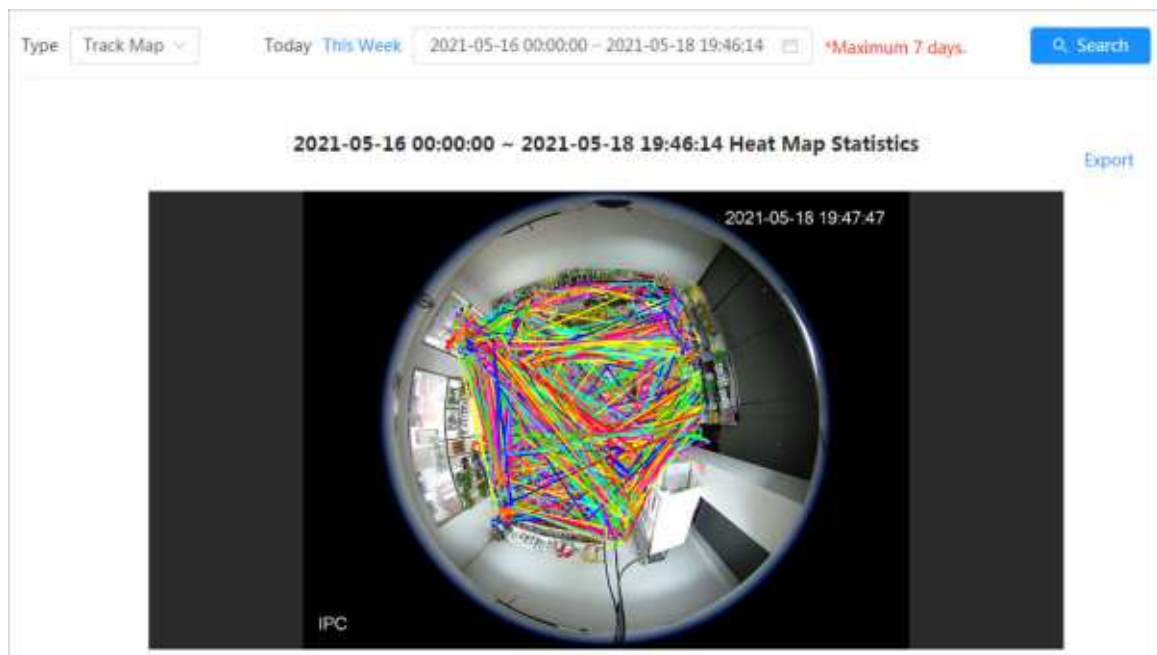 Type Track Map Today This Week 2021-05-16 00:00:00 ~ 2021-05-18 19:46:14 *Maximum 7 days. Search
2021-05-16 00:00:00 ~ 2021-05-18 19:46:14 Heat Map Statistics
Export
2021-05-18 19:47:47
IPC